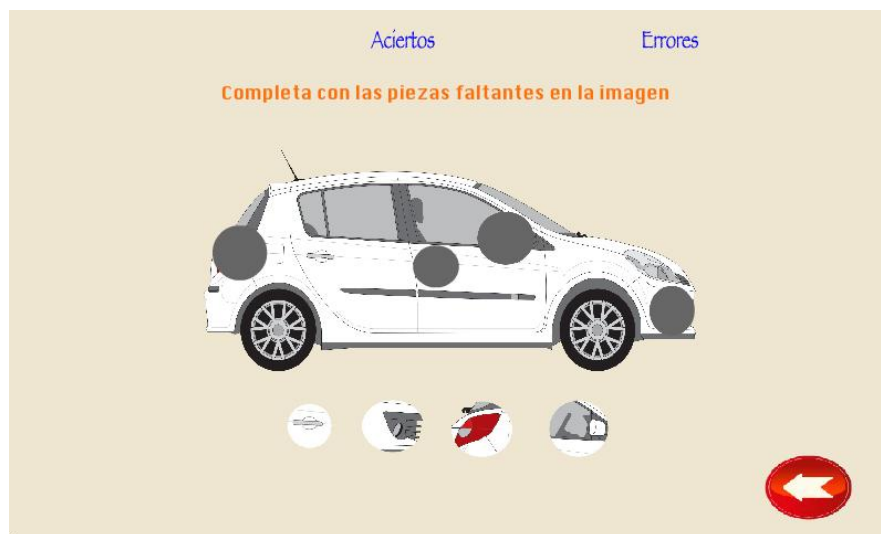 Aciertos Errores
Completa con las piezas faltantes en la imagen